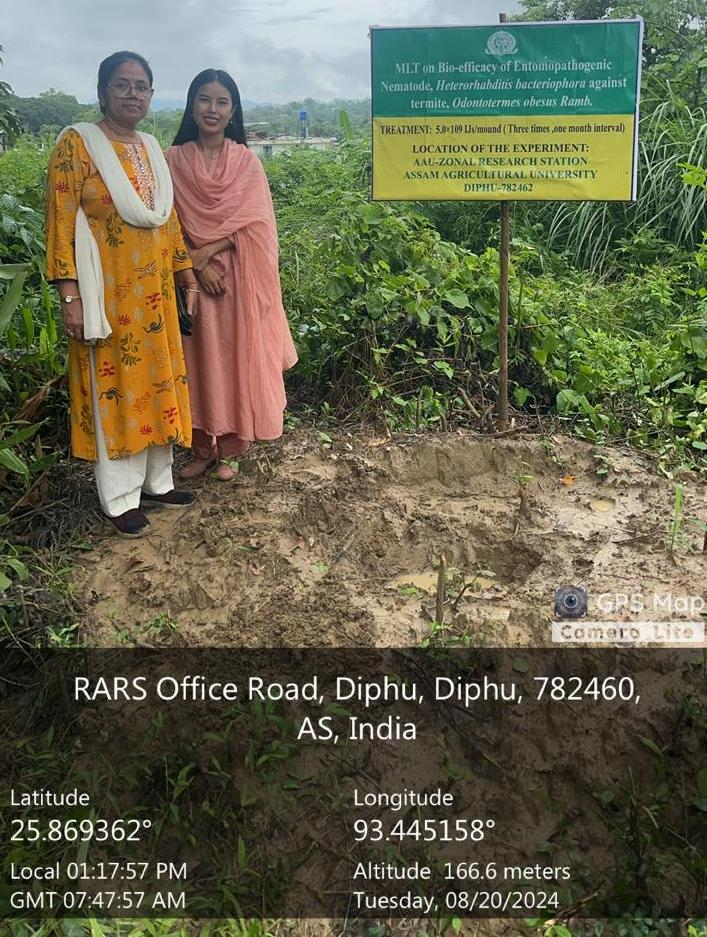 MLT on Bio-efficacy of Entomopathogenic
Nematode, Heterorhabditis bacteriophora against
termite, Odontotermes obesus Ramb.
TREATMENT: 5.0×109 IJs/mound ( Three times ,one month interval)
LOCATION OF THE EXPERIMENT:
AAU-ZONAL RESEARCH STATION
ASSAM AGRICULTURAL UNIVERSITY
DIPHU-782462
GPS Map
Camera Lite
RARS Office Road, Diphu, Diphu, 782460,
AS, India
Latitude
25.869362°
Longitude
93.445158°
Local 01:17:57 PM
GMT 07:47:57 AM
Altitude 166.6 meters
Tuesday, 08/20/2024